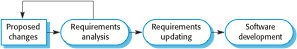 Proposed
changes
Requirements
analysis
Requirements
updating
Software
development